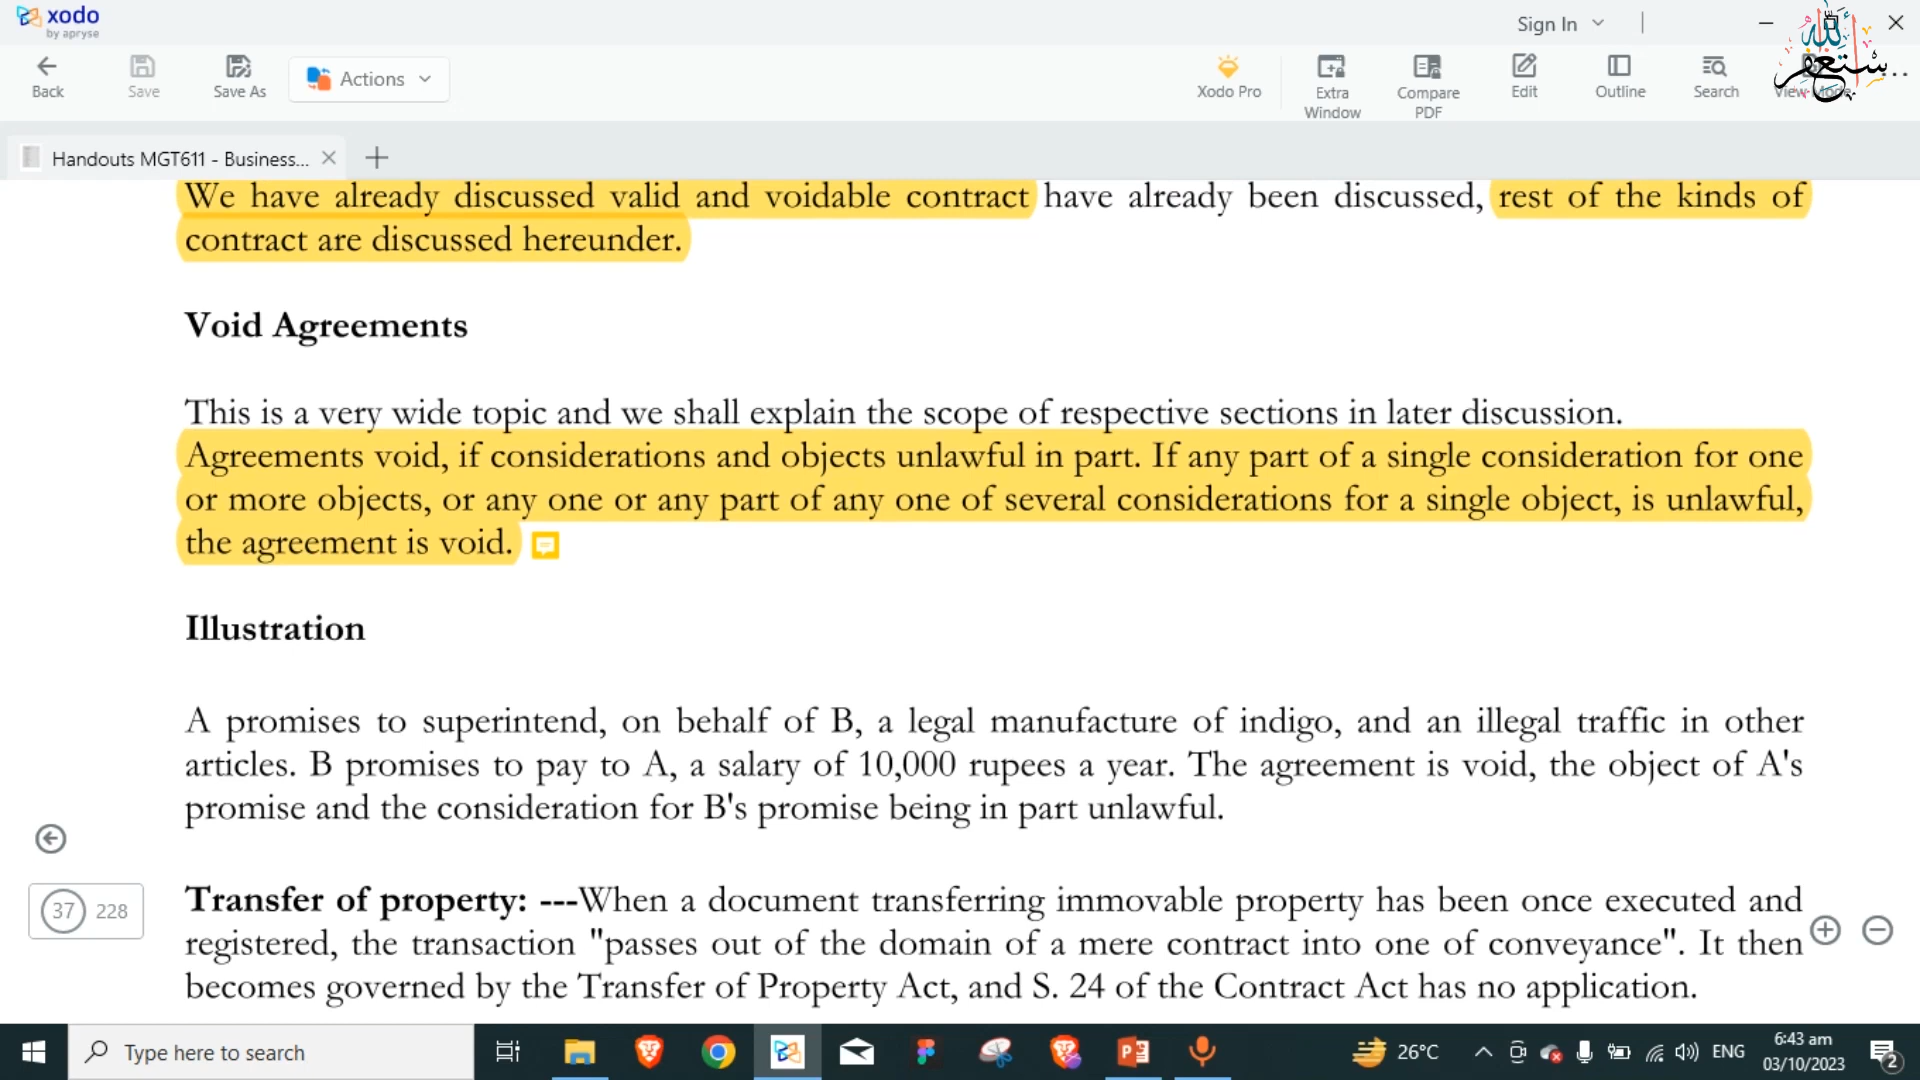 xodo
by apryse
Sign In
Back
Save
Save As
Actions
Xodo Pro
Extra Window
Compare PDF
Edit
Outline
Search
View Mode
أستغفر الله
Handouts MGT611 - Business...
We have already discussed valid and voidable contract have already been discussed, rest of the kinds of
contract are discussed hereunder.
Void Agreements
This is a very wide topic and we shall explain the scope of respective sections in later discussion.
Agreements void, if considerations and objects unlawful in part. If any part of a single consideration for one
or more objects, or any one or any part of any one of several considerations for a single object, is unlawful,
the agreement is void.
Illustration
A promises to superintend, on behalf of B, a legal manufacture of indigo, and an illegal traffic in other
articles. B promises to pay to A, a salary of 10,000 rupees a year. The agreement is void, the object of A's
promise and the consideration for B's promise being in part unlawful.
37 228
Transfer of property: ---When a document transferring immovable property has been once executed and
registered, the transaction "passes out of the domain of a mere contract into one of conveyance". It then
becomes governed by the Transfer of Property Act, and S. 24 of the Contract Act has no application.
Type here to search
26°C
ENG
6:43 am
03/10/2023
2